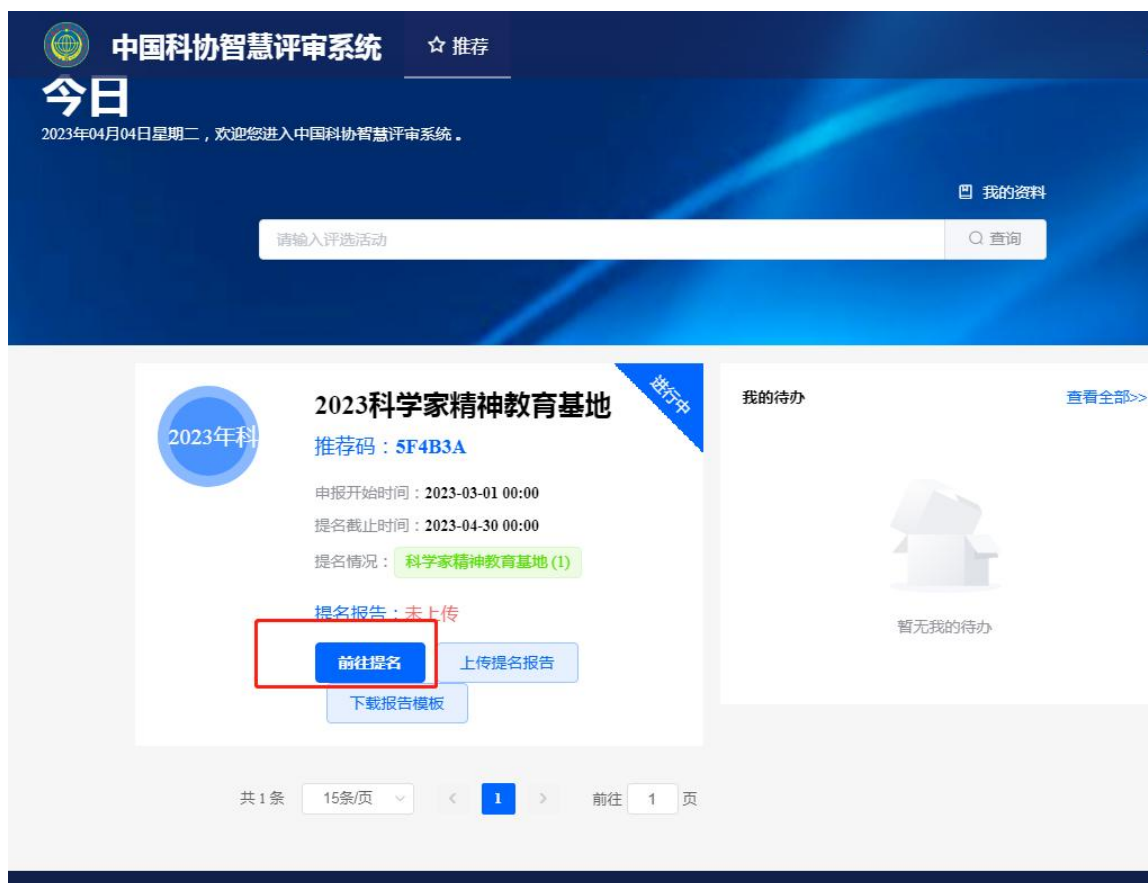 中国科协智慧评审系统
推荐
今日
2023年04月04日星期二，欢迎您进入中国科协智慧评审系统。
我的资料
请输入评选活动
查询
2023年科
2023科学家精神教育基地
进行中
推荐码：5F4B3A
申报开始时间：2023-03-01 00:00
提名截止时间：2023-04-30 00:00
提名情况：科学家精神教育基地 (1)
提名报告：未上传
前往提名
上传提名报告
下载报告模板
我的待办
查看全部>>
暂无我的待办
共 1 条
15条/页
<
1
>
前往 1 页